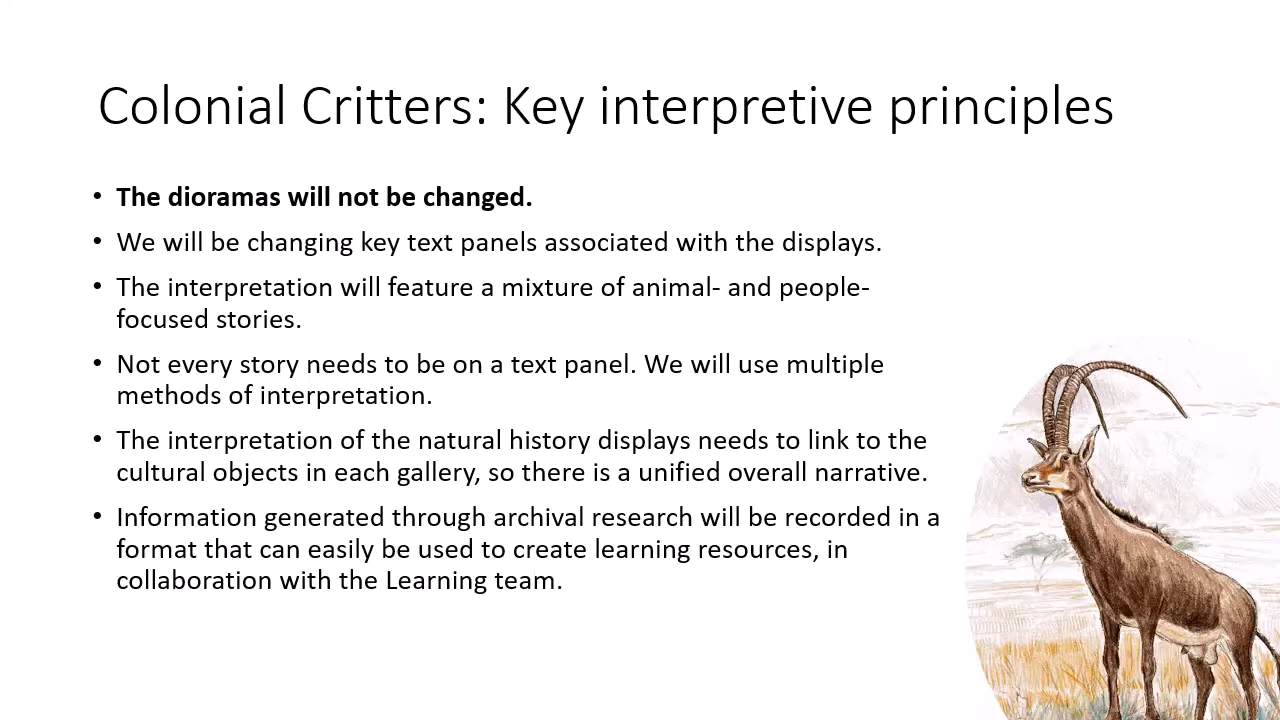 Colonial Critters: Key interpretive principles
• The dioramas will not be changed.
• We will be changing key text panels associated with the displays.
• The interpretation will feature a mixture of animal- and people-
focused stories.
• Not every story needs to be on a text panel. We will use multiple
methods of interpretation.
• The interpretation of the natural history displays needs to link to the
cultural objects in each gallery, so there is a unified overall narrative.
• Information generated through archival research will be recorded in a
format that can easily be used to create learning resources, in
collaboration with the Learning team.